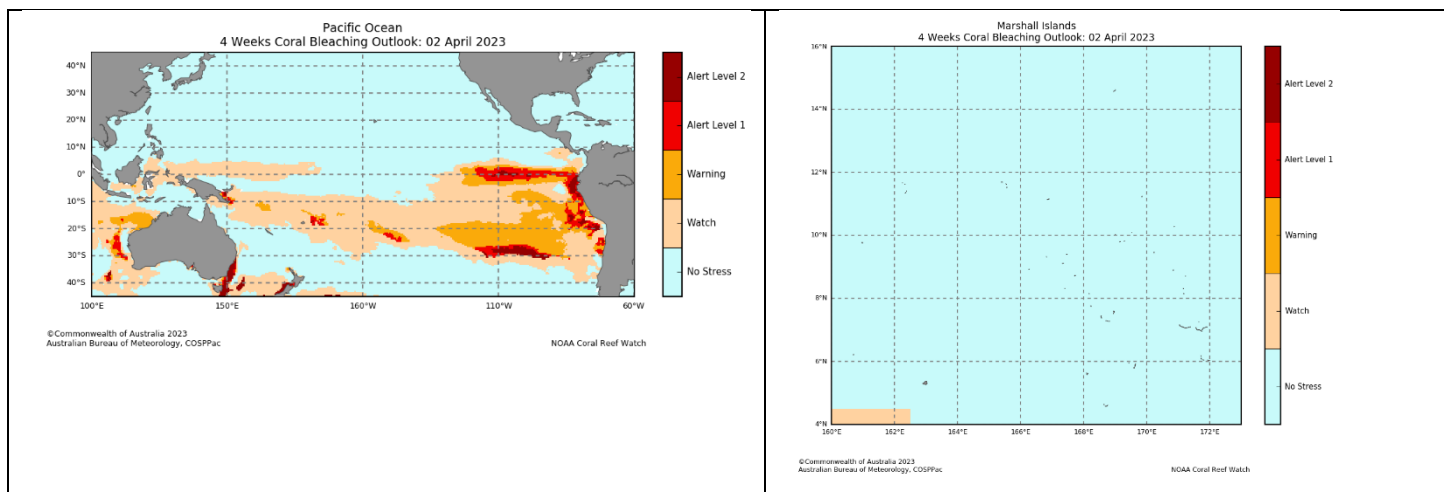 Pacific Ocean
4 Weeks Coral Bleaching Outlook: 02 April 2023
40°N
30°N
20°N
10°N
0°
10°S
20°S
30°S
40°S
100°E
150°E
160°W
110°W
60°W
Alert Level 2
Alert Level 1
Warning
Watch
No Stress
©Commonwealth of Australia 2023
Australian Bureau of Meteorology, COSPPac
NOAA Coral Reef Watch
Marshall Islands
4 Weeks Coral Bleaching Outlook: 02 April 2023
16°N
14°N
12°N
10°N
8°N
6°N
4°N
160°E
162°E
164°E
166°E
168°E
170°E
172°E
Alert Level 2
Alert Level 1
Warning
Watch
No Stress
©Commonwealth of Australia 2023
Australian Bureau of Meteorology, COSPPac
NOAA Coral Reef Watch